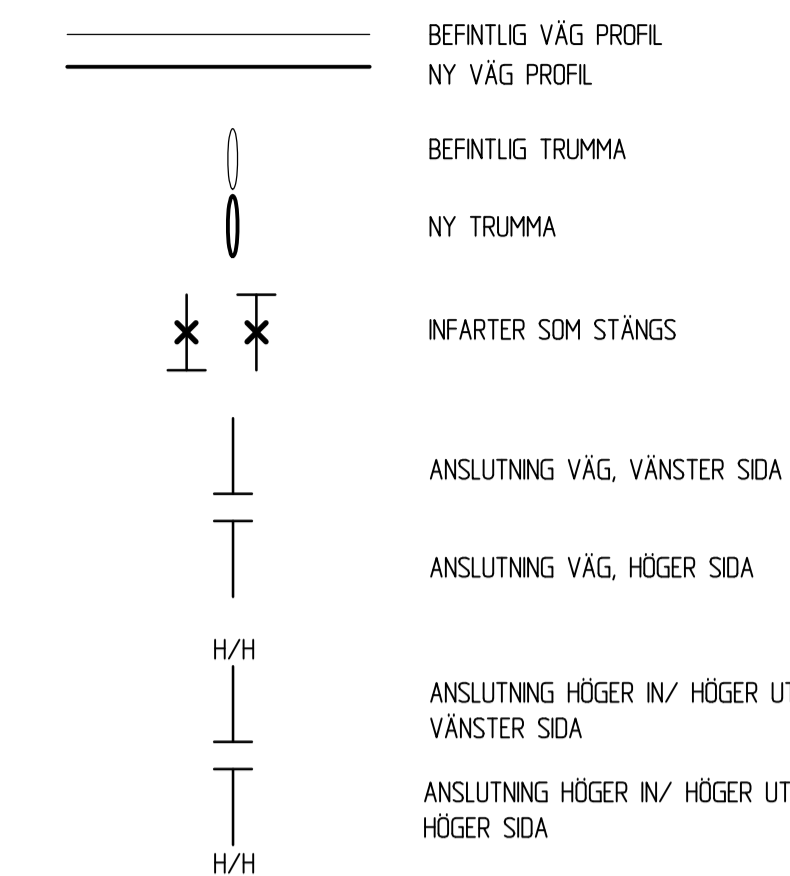 BEFINTLIG VÄG PROFIL
NY VÄG PROFIL
BEFINTLIG TRUMMA
NY TRUMMA
INFARTER SOM STÄNGS
ANSLUTNING VÄG, VÄNSTER SIDA
ANSLUTNING VÄG, HÖGER SIDA
H/H
ANSLUTNING HÖGER IN/ HÖGER UT
VÄNSTER SIDA
ANSLUTNING HÖGER IN/ HÖGER UT
HÖGER SIDA
H/H